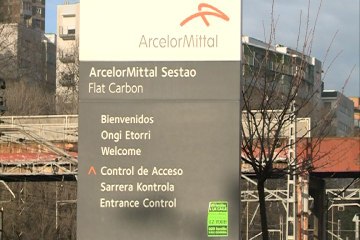 ArcelorMittal
ArcelorMittal Sestao
Flat Carbon
Bienvenidos
Ongi Etorri
Welcome
Control de Acceso
Sarrera Kontrola
Entrance Control